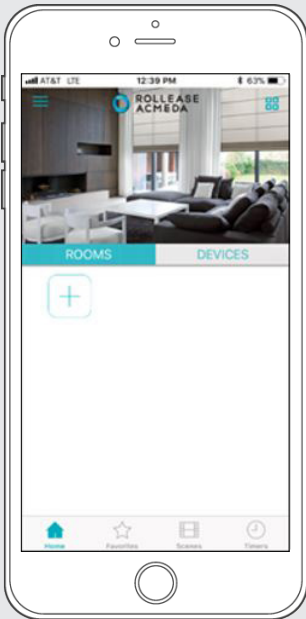 AT&T LTE 12:39 PM 63%
ROLLEASE
ACMEDA
ROOMS DEVICES
Home Favorites Scenes Timers